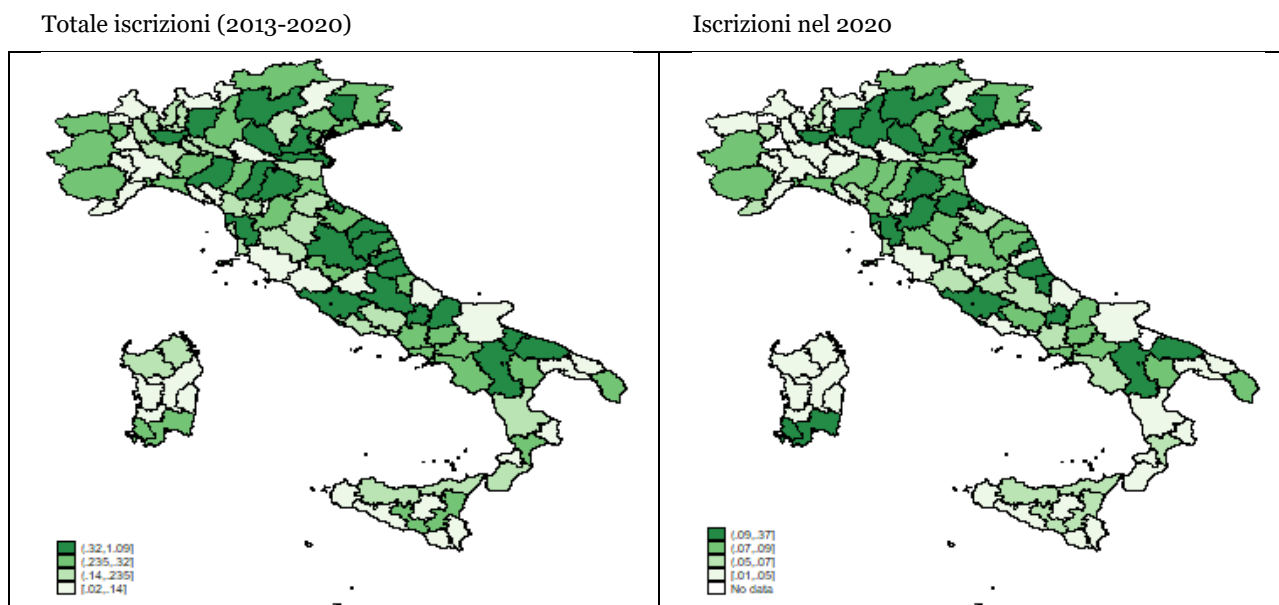 Totale iscrizioni (2013-2020)
Iscrizioni nel 2020
(.32,1.09]
(.235,.32]
(.14,.235]
[.02,.14]
(.09,.37]
(.07,.09]
(.05,.07]
[.01,.05]
No data